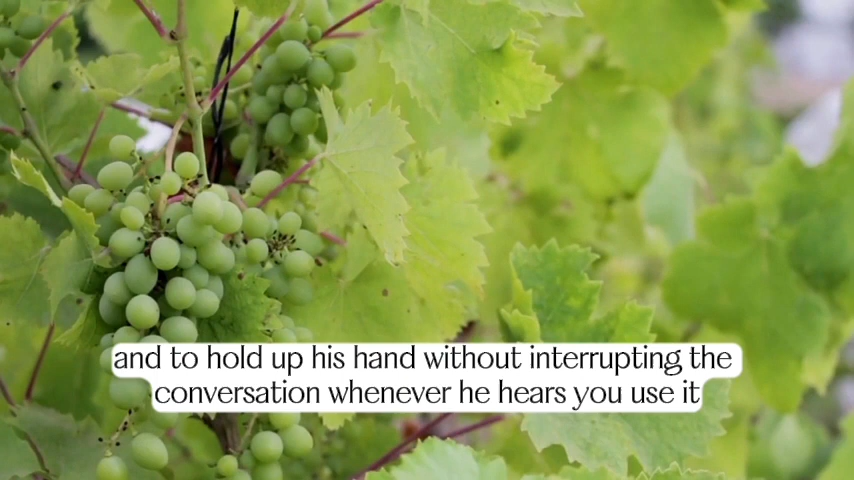 and to hold up his hand without interrupting the
conversation whenever he hears you use it